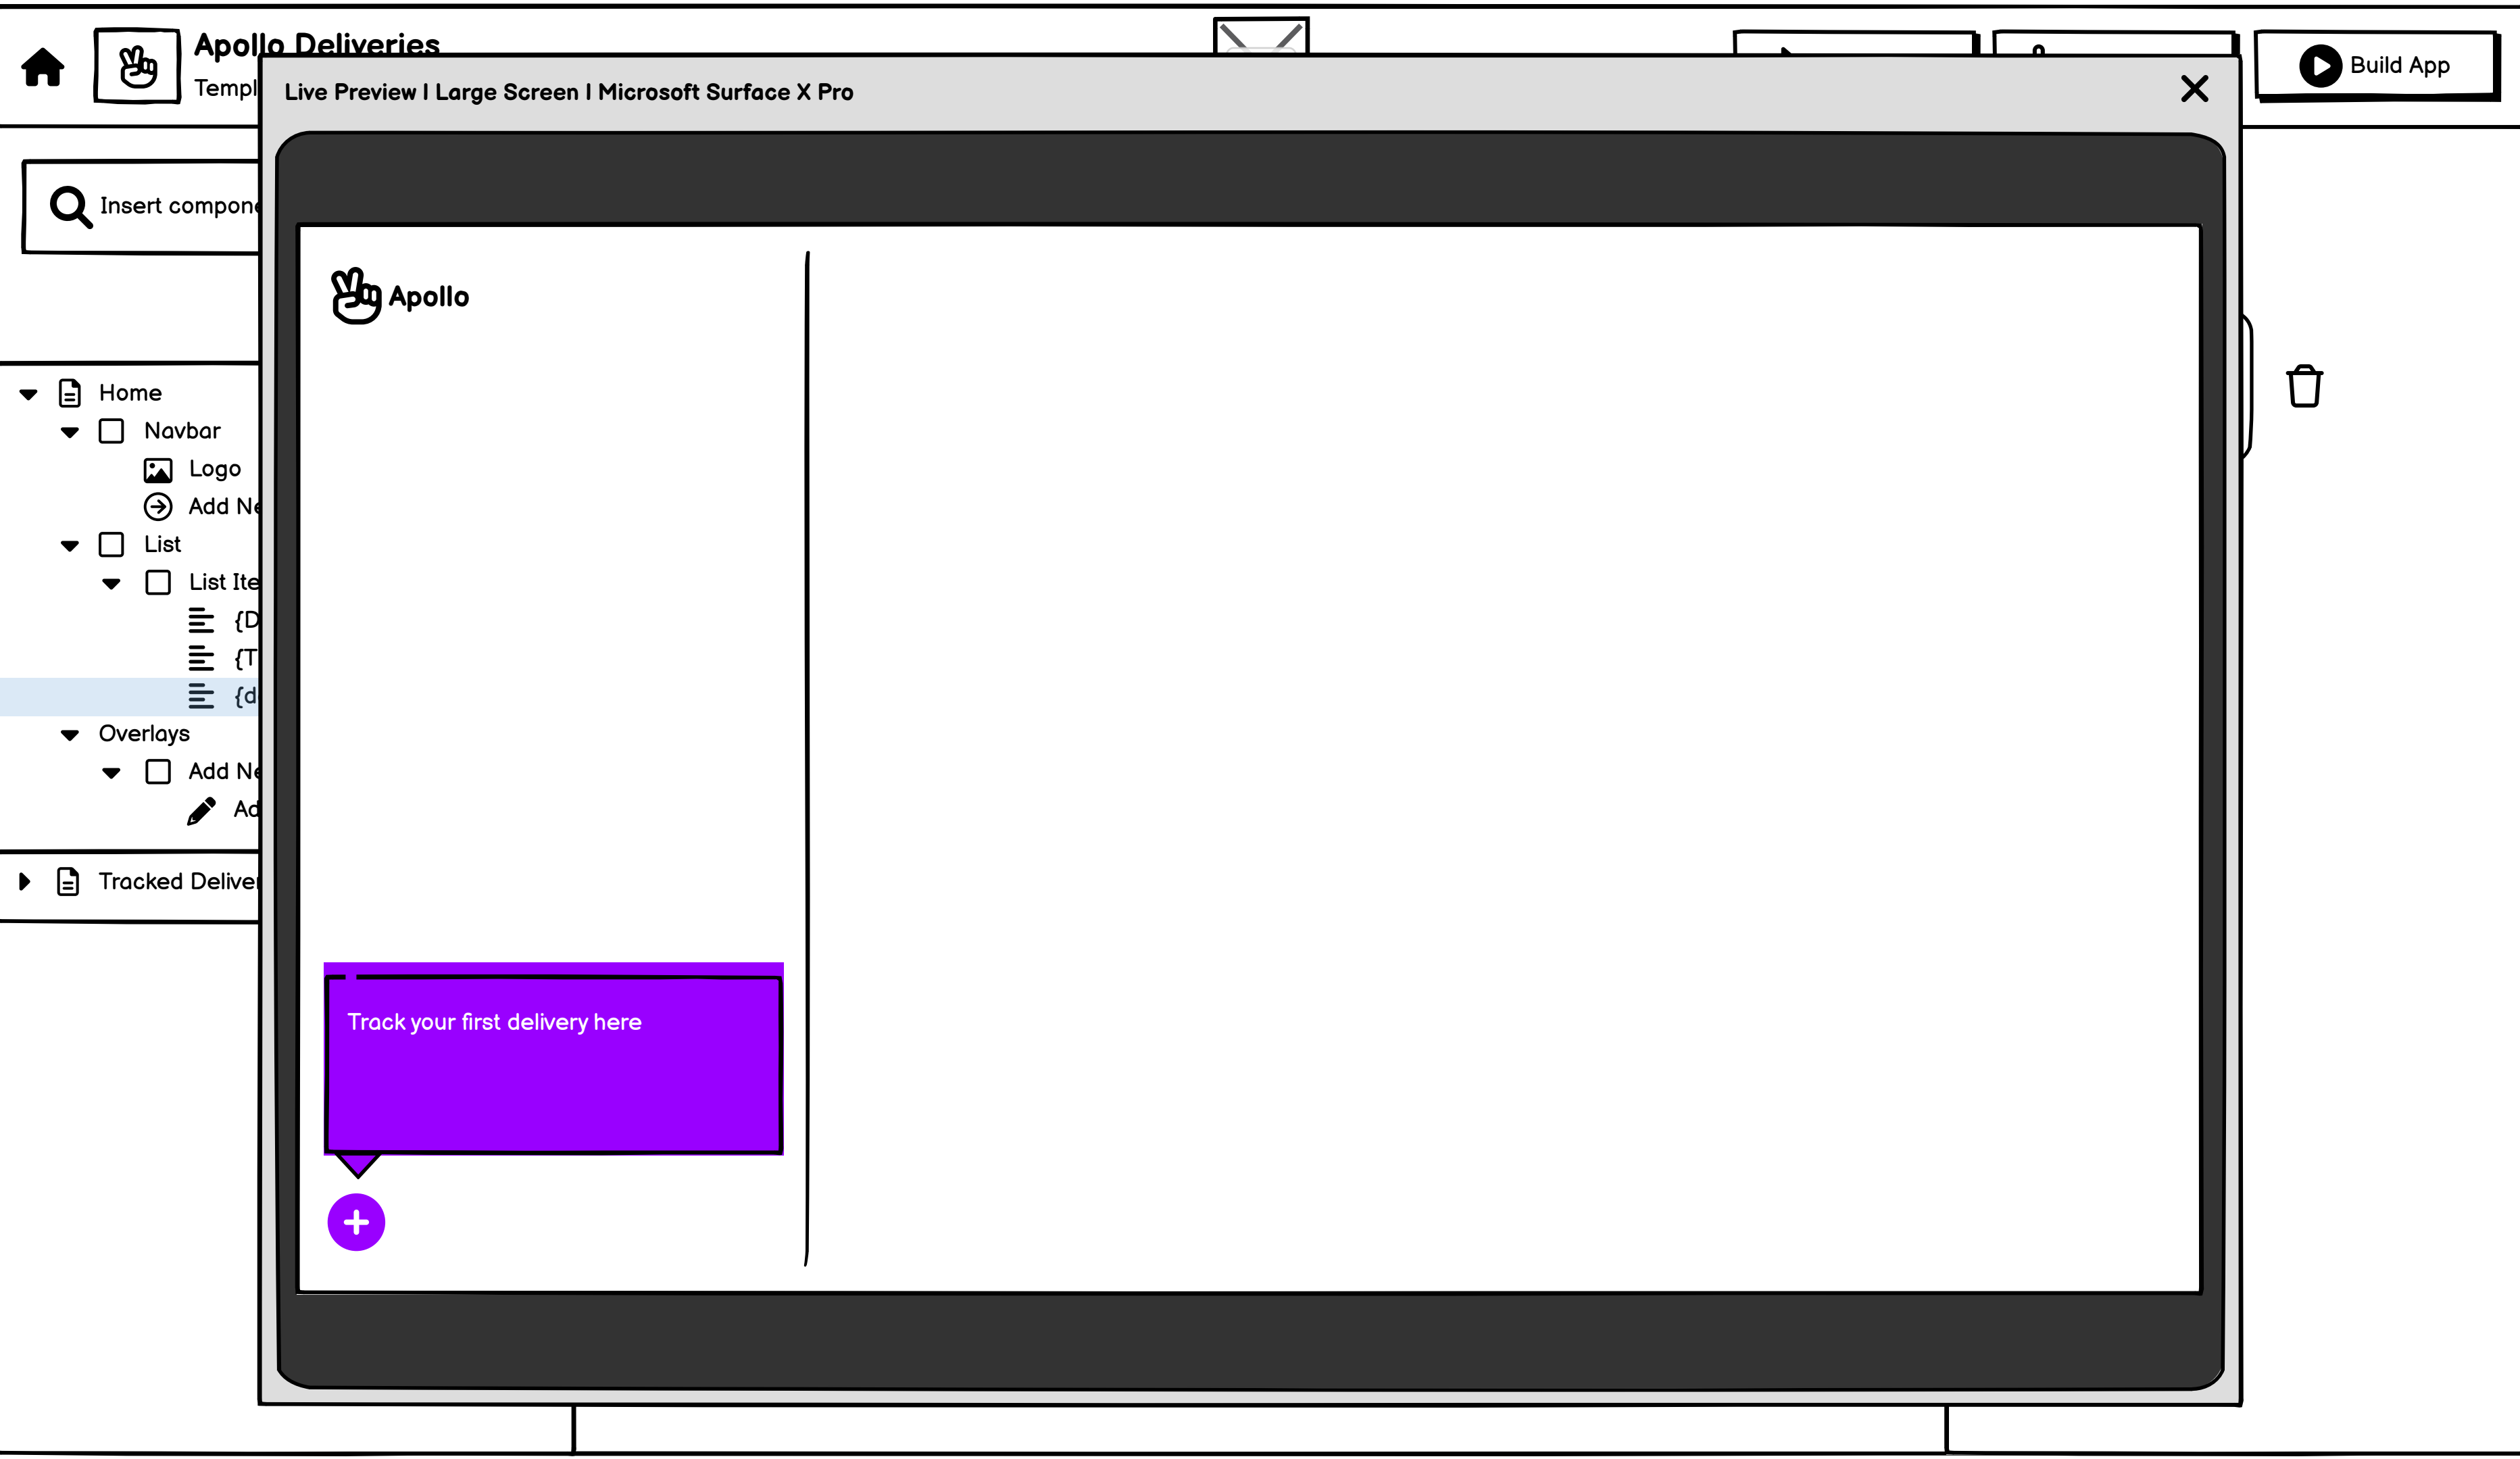 Apollo Deliveries
Templ
Build App
Live Preview | Large Screen | Microsoft Surface X Pro
Insert compone
Apollo
Home
Navbar
Logo
Add Ne
List
List Ite
{D
{T
{d
Overlays
Add Ne
Ad
Tracked Deliver
Track your first delivery here